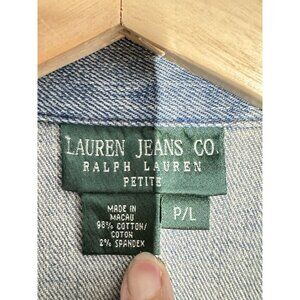 LAUREN JEANS CO.
RALPH LAUREN
PETITE
MADE IN
MACAU
98% COTTON/
COTON
2% SPANDEX
P/L